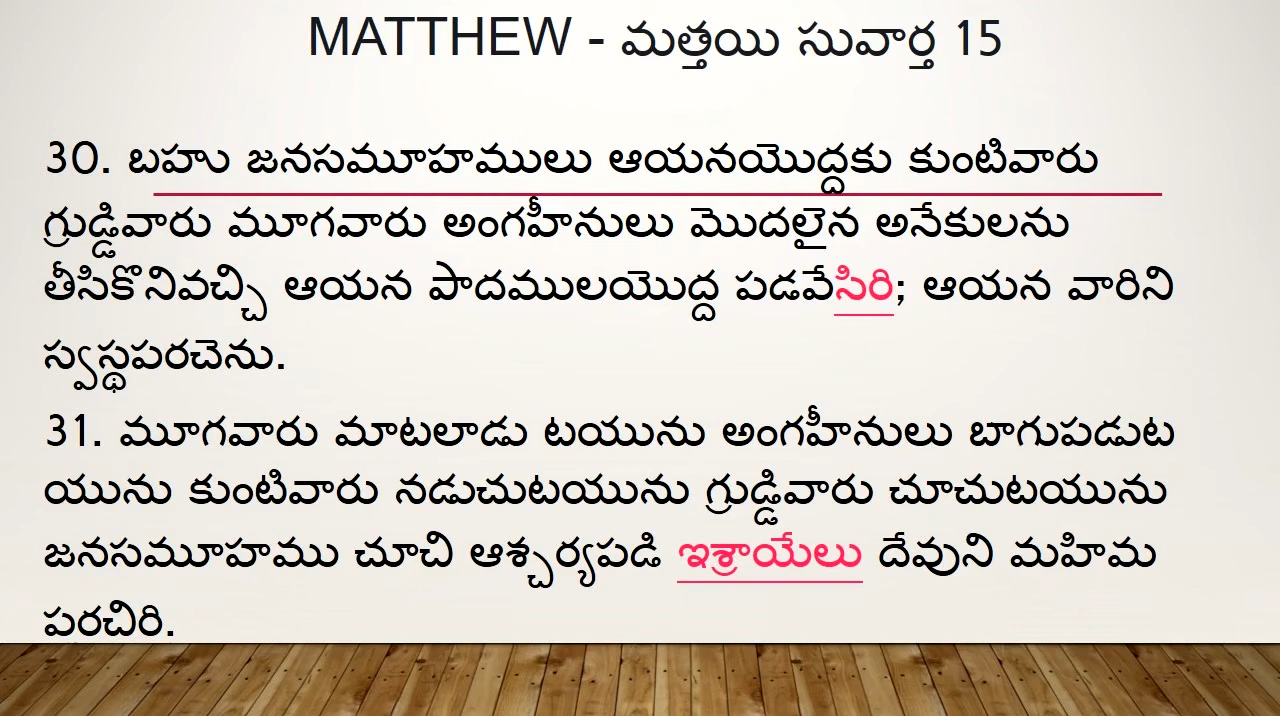 MATTHEW - మత్తయి సువార్త 15
30. బహు జనసమూహములు ఆయనయొద్దకు కుంటివారు
గ్రుడ్డివారు మూగవారు అంగహీనులు మొదలైన అనేకులను
తీసికొనివచ్చి ఆయన పాదములయొద్ద పడవేసిరి; ఆయన వారిని
స్వస్థపరచెను.
31. మూగవారు మాటలాడు టయును అంగహీనులు బాగుపడుట
యును కుంటివారు నడుచుటయును గ్రుడ్డివారు చూచుటయును
జనసమూహము చూచి ఆశ్చర్యపడి ఇశ్రాయేలు దేవుని మహిమ
పరచిరి.